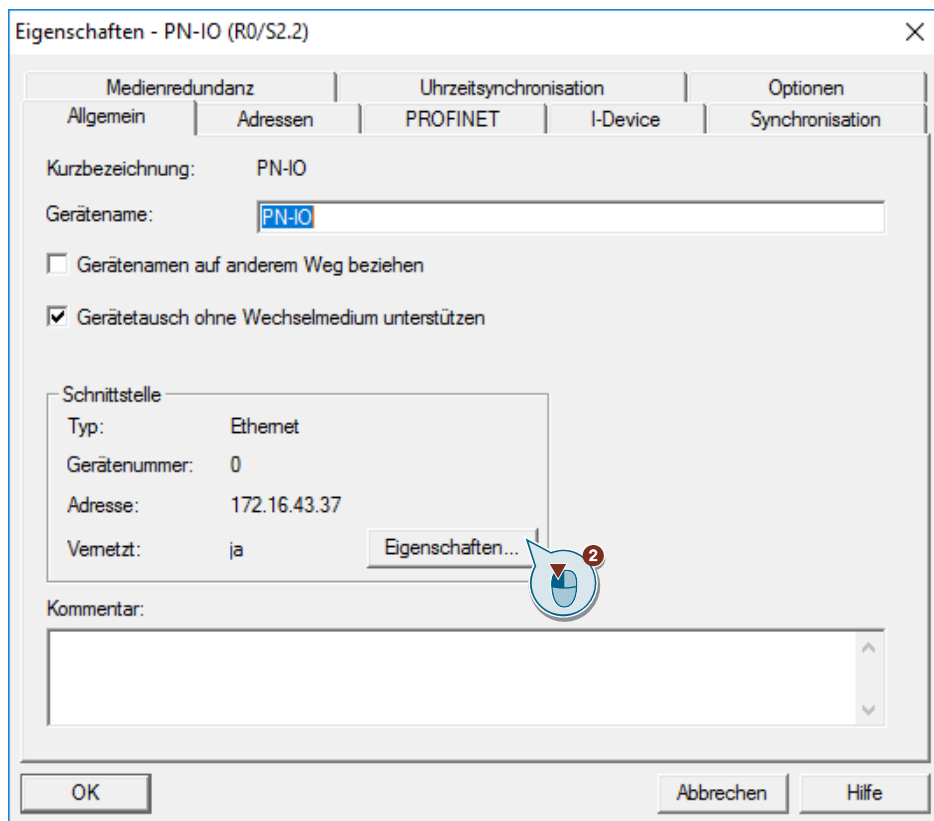 Eigenschaften - PN-IO (R0/S2.2)
Medienredundanz Uhrzeitsynchronisation Optionen
Allgemein Adressen PROFINET I-Device Synchronisation
Kurzbezeichnung: PN-IO
Gerätename: PN-IO
Gerätenamen auf anderem Weg beziehen
Gerätetausch ohne Wechselmedium unterstützen
Schnittstelle
Typ: Ethernet
Gerätenummer: 0
Adresse: 172.16.43.37
Vernetzt: ja Eigenschaften...
2
Kommentar:
OK Abbrechen Hilfe